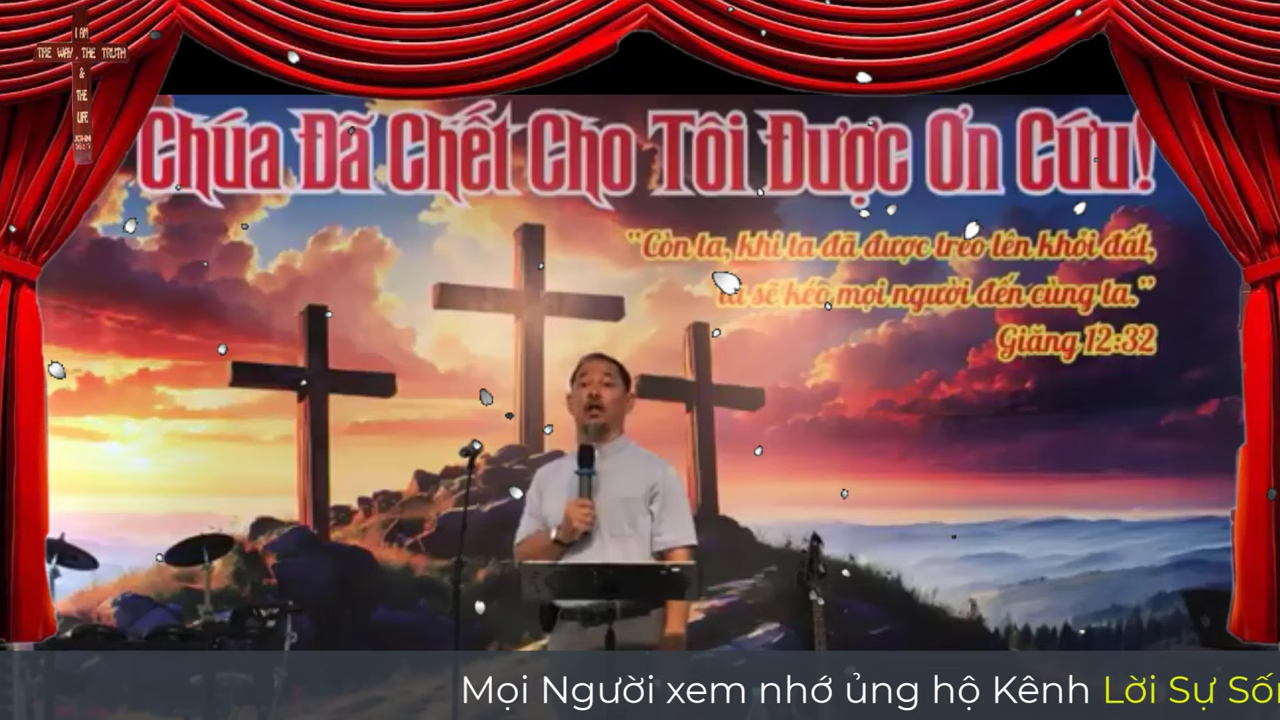 I AM
THE WAY, THE TRUTH
&
THE
LIFE
JOHN
Chúa Đã Chết Cho Tôi Được Ơn Cứu!
"Còn ta, khi ta đã được treo lên khỏi đất,
ta sẽ kéo mọi người đến cùng ta."
Giăng 12:32
Mọi Người xem nhớ ủng hộ Kênh Lời Sự